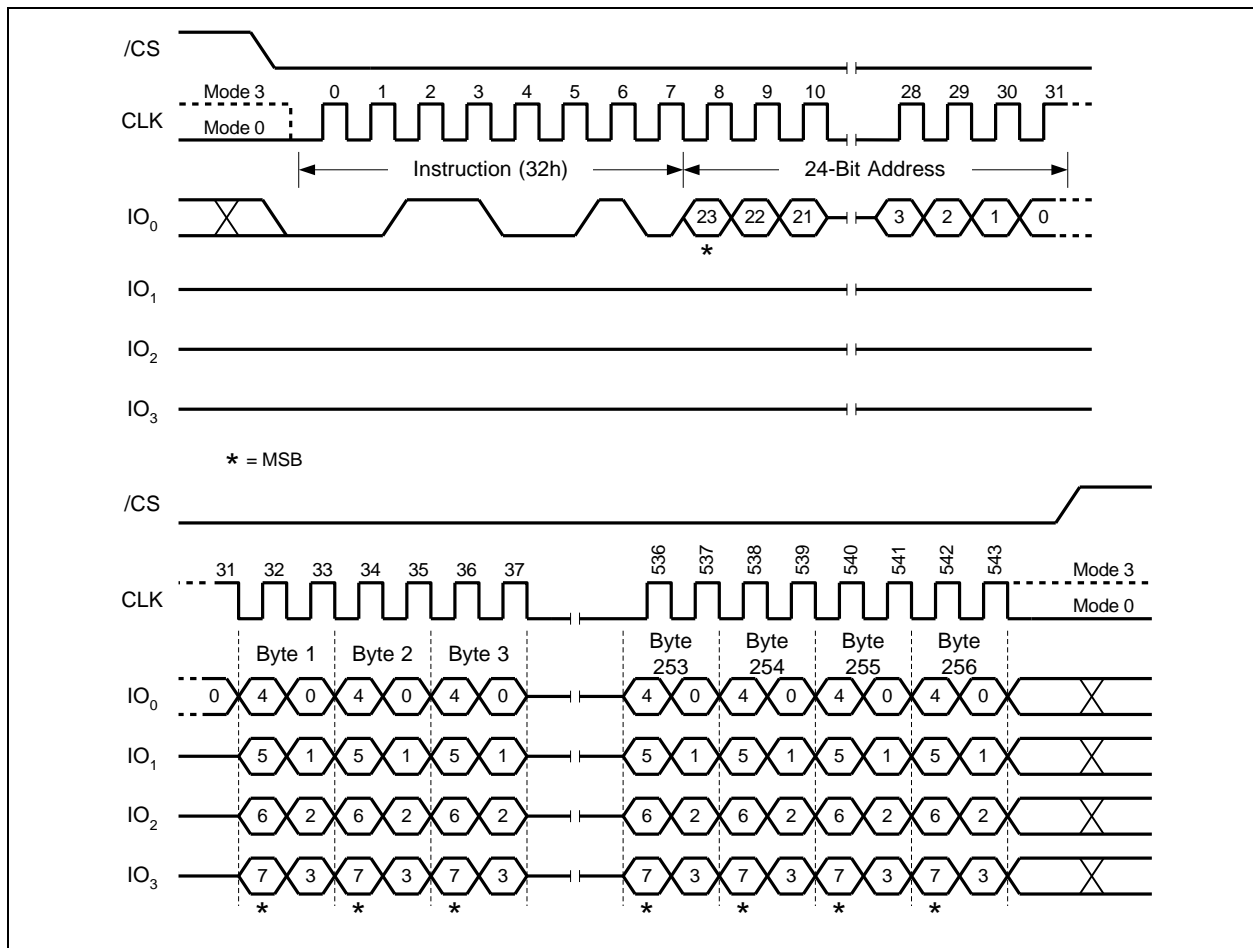 /CS
Mode 3 0 1 2 3 4 5 6 7 8 9 10 28 29 30 31
CLK
Mode 0
Instruction (32h) 24-Bit Address
IO0 23 22 21 3 2 1 0
*
IO1
IO2
IO3
* = MSB
/CS
31 32 33 34 35 36 37 536 537 538 539 540 541 542 543
Mode 3
CLK
Mode 0
Byte 1 Byte 2 Byte 3 Byte 253 Byte 254 Byte 255 Byte 256
IO0 0 4 0 4 0 4 0 4 0 4 0 4 0 4 0
IO1 5 1 5 1 5 1 5 1 5 1 5 1 5 1
IO2 6 2 6 2 6 2 6 2 6 2 6 2 6 2
IO3 7 3 7 3 7 3 7 3 7 3 7 3 7 3
* * * * * * *